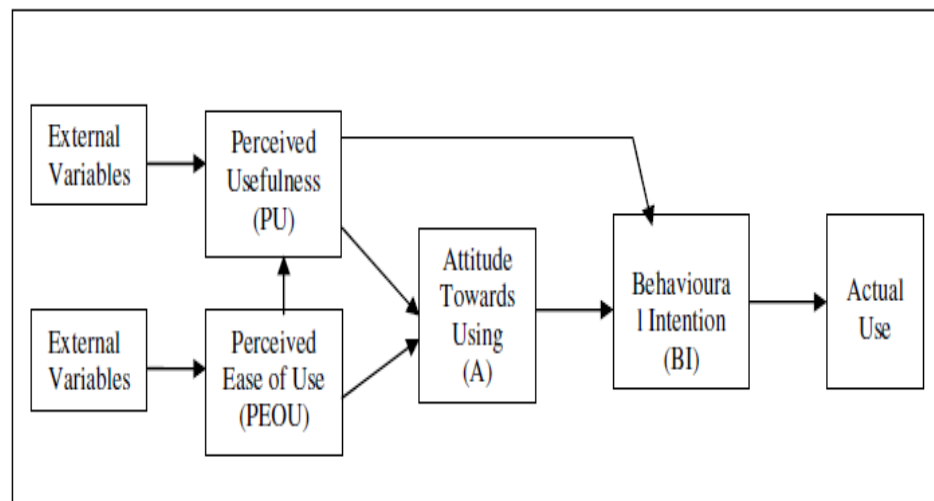 External
Variables
Perceived
Usefulness
(PU)
External
Variables
Perceived
Ease of Use
(PEOU)
Attitude
Towards
Using
(A)
Behavioura
l Intention
(BI)
Actual
Use